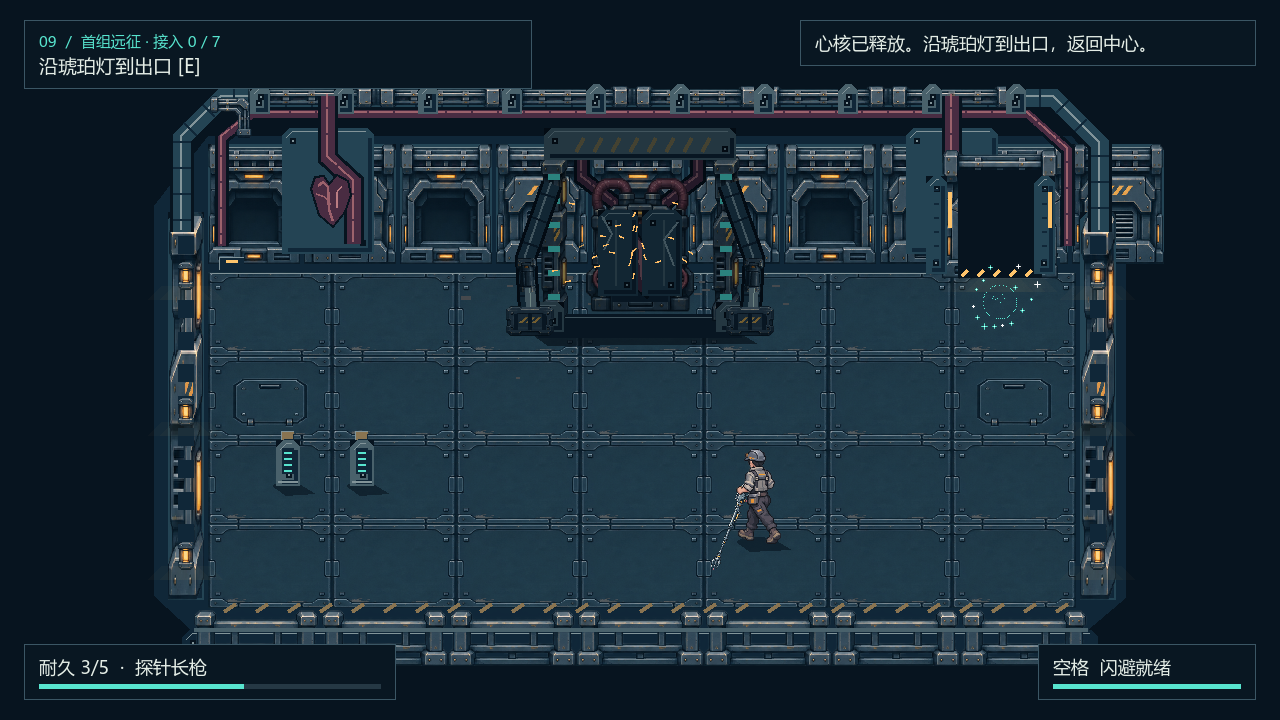 09 / 首组远征 · 接入 0 / 7
沿琥珀灯到出口 [E]
心核已释放。沿琥珀灯到出口，返回中心。
耐久 3/5 · 探针长枪
空格 闪避就绪